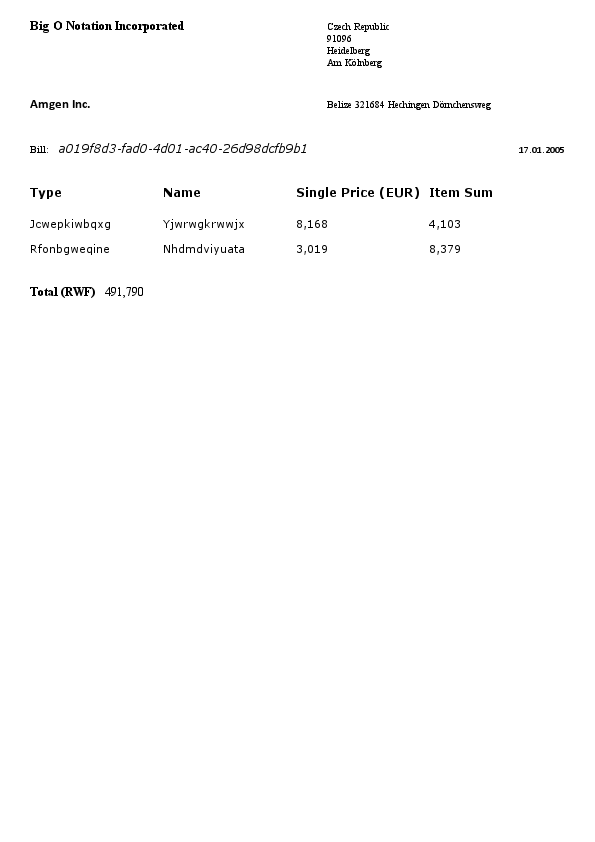 Big O Notation Incorporated
Czech Republic
91096
Heidelberg
Am Kölnberg
Amgen Inc.
Belize 321684 Hechingen Dörnchensweg
Bill: a019f8d3-fad0-4d01-ac40-26d98dcfb9b1 17.01.2005
Type Name Single Price (EUR) Item Sum
Jcwepkiwbqxg Yjwrwgkrwwjx 8,168 4,103
Rfonbgweqine Nhdmdviyuata 3,019 8,379
Total (RWF) 491,790